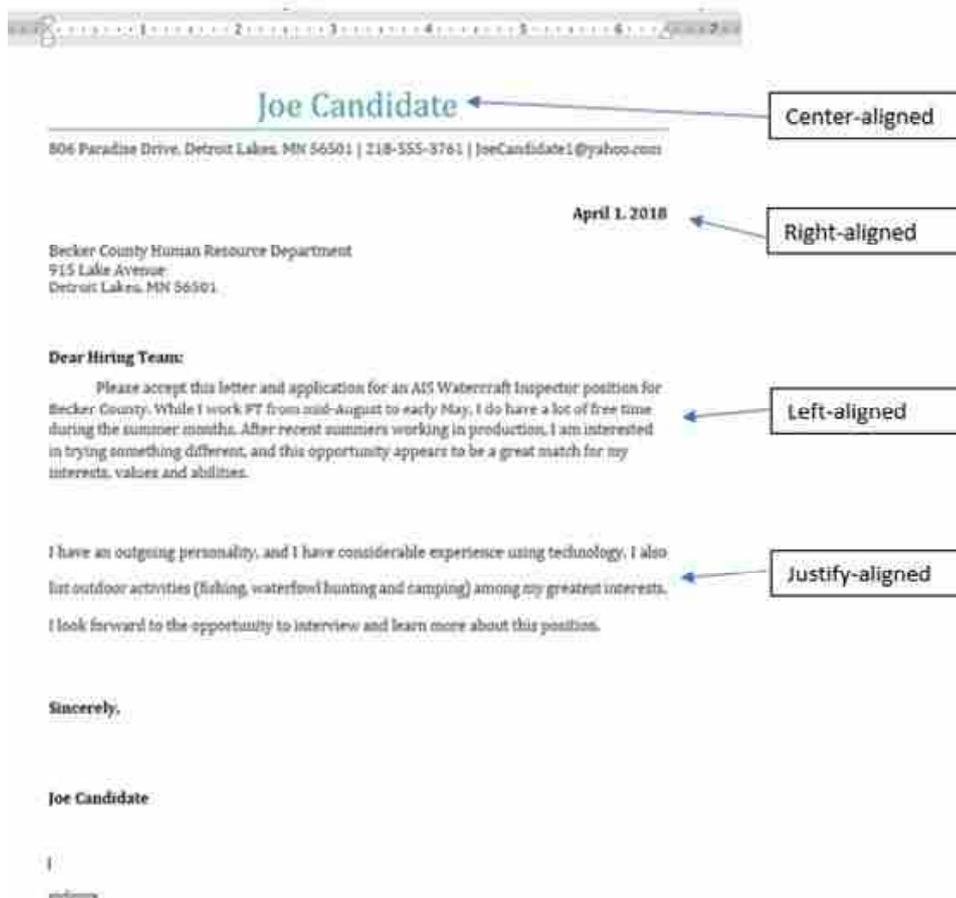 1 2 3 4 5 6 7
Joe Candidate
Center-aligned
806 Paradise Drive, Detroit Lakes, MN 56501 | 218-555-3761 | JoeCandidate1@yahoo.com
April 1, 2018
Right-aligned
Becker County Human Resource Department
915 Lake Avenue
Detroit Lakes, MN 56501
Dear Hiring Team:
Please accept this letter and application for an AIS Watercraft Inspector position for
Becker County. While I work PT from mid-August to early May, I do have a lot of free time
during the summer months. After recent summers working in production, I am interested
in trying something different, and this opportunity appears to be a great match for my
interests, values and abilities.
Left-aligned
I have an outgoing personality, and I have considerable experience using technology. I also
list outdoor activities (fishing, waterfowl hunting and camping) among my greatest interests.
I look forward to the opportunity to interview and learn more about this position.
Justify-aligned
Sincerely,
Joe Candidate